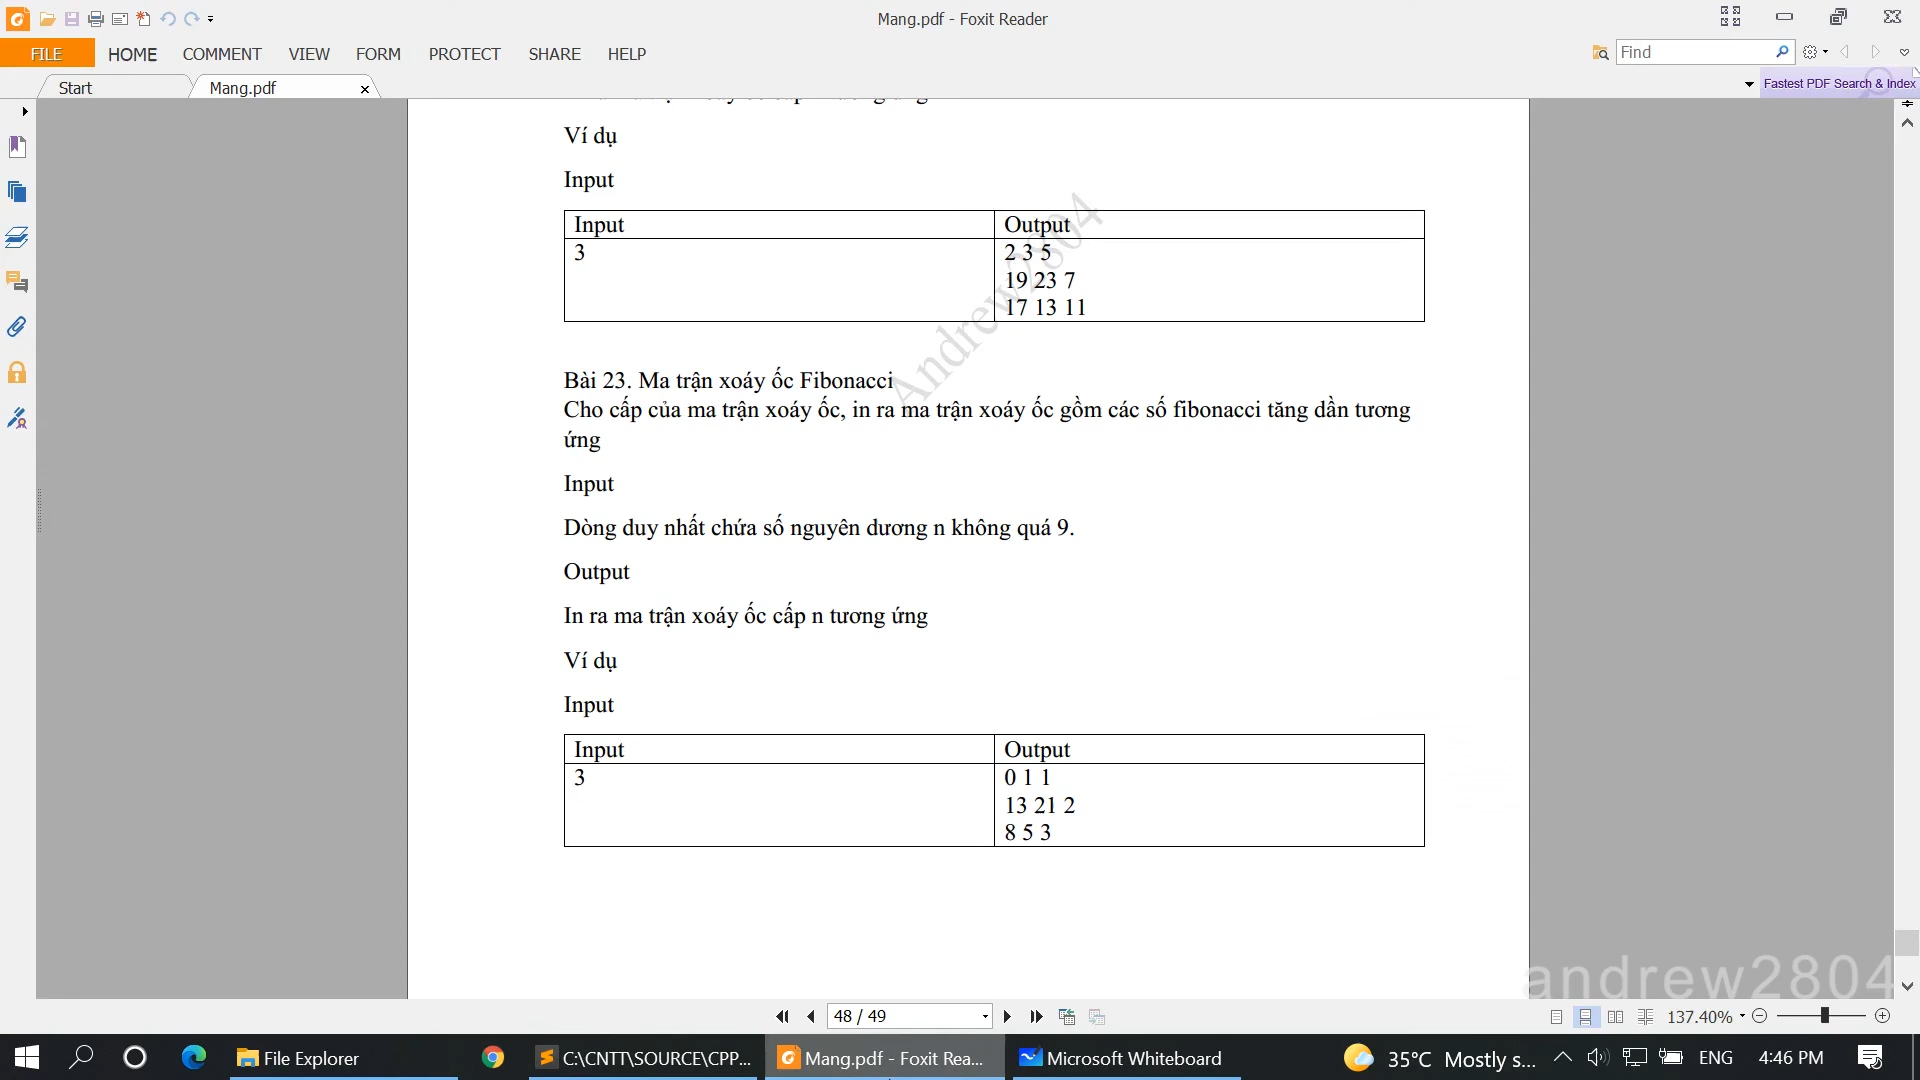 Mang.pdf - Foxit Reader
FILE
HOME
COMMENT
VIEW
FORM
PROTECT
SHARE
HELP
Find
Start
Mang.pdf
Fastest PDF Search & Index
Ví dụ
Input
Input Output
3 2 3 5
19 23 7
17 13 11
Andrew2804
Bài 23. Ma trận xoáy ốc Fibonacci
Cho cấp của ma trận xoáy ốc, in ra ma trận xoáy ốc gồm các số fibonacci tăng dần tương
ứng
Input
Dòng duy nhất chứa số nguyên dương n không quá 9.
Output
In ra ma trận xoáy ốc cấp n tương ứng
Ví dụ
Input
Input Output
3 0 1 1
13 21 2
8 5 3
andrew2804
48 / 49
137.40%
File Explorer
C:\CNTT\SOURCE\CPP...
Mang.pdf - Foxit Rea...
Microsoft Whiteboard
35°C Mostly s...
ENG
4:46 PM